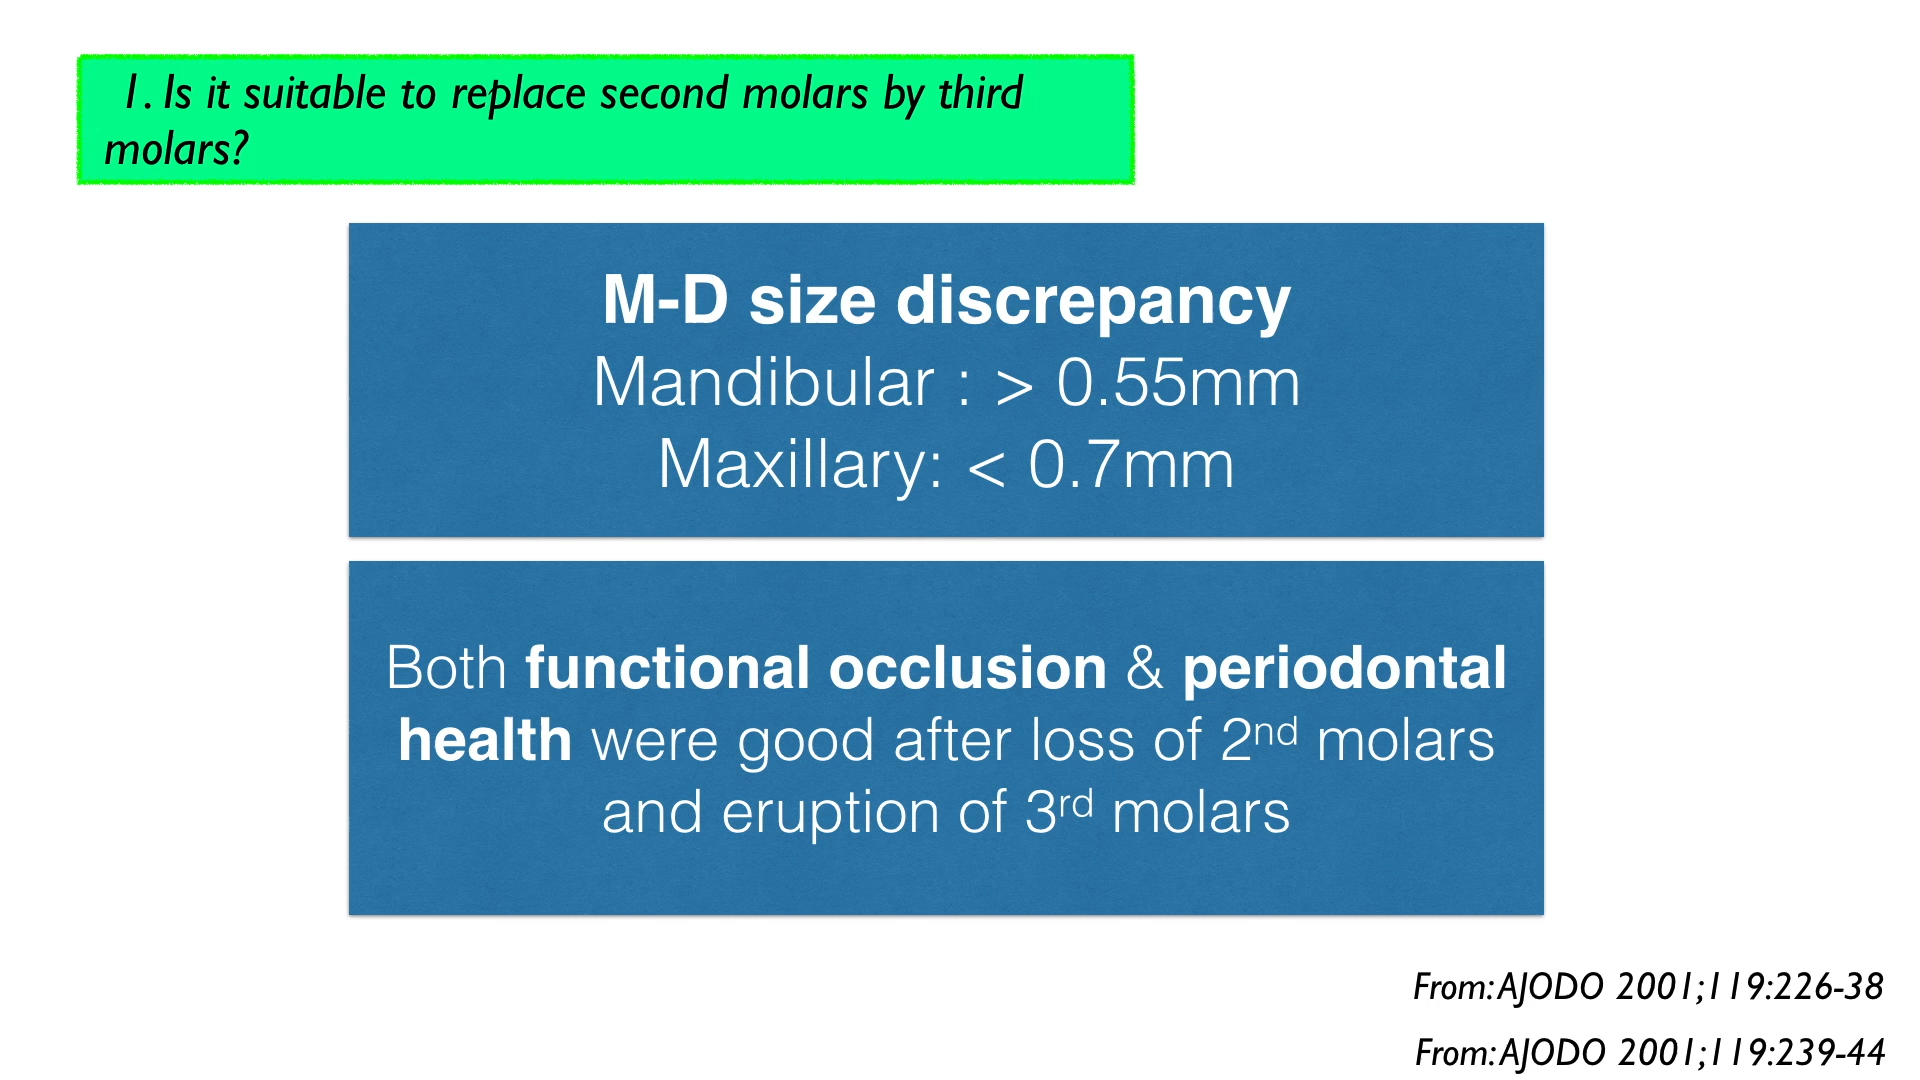 1. Is it suitable to replace second molars by third
molars?
M-D size discrepancy
Mandibular : > 0.55mm
Maxillary: < 0.7mm
Both functional occlusion & periodontal
health were good after loss of 2nd molars
and eruption of 3rd molars
From: AJODO 2001;119:226-38
From: AJODO 2001;119:239-44